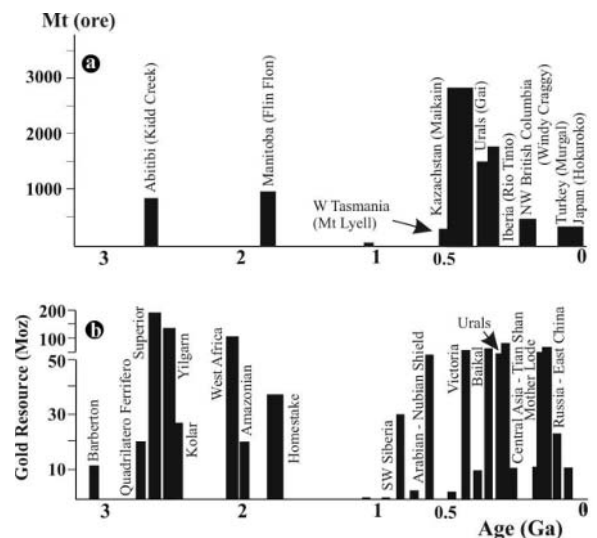 Mt (ore)
a
3000
2000
1000
Abitibi (Kidd Creek)
Manitoba (Flin Flon)
W Tasmania
(Mt Lyell)
Kazachstan (Maikain)
Urals (Gai)
Iberia (Rio Tinto)
NW British Columbia
(Windy Craggy)
Turkey (Murgal)
Japan (Hokuroko)
3
2
1
0.5
0
b
Gold Resource (Moz)
200
100
50
30
10
Barberton
Quadrilatero Ferrifero
Superior
Yilgarn
Kolar
West Africa
Amazonian
Homestake
SW Siberia
Arabian - Nubian Shield
Victoria
Baikal
Urals
Central Asia - Tian Shan
Mother Lode
Russia - East China
3
2
1
0.5
0
Age (Ga)